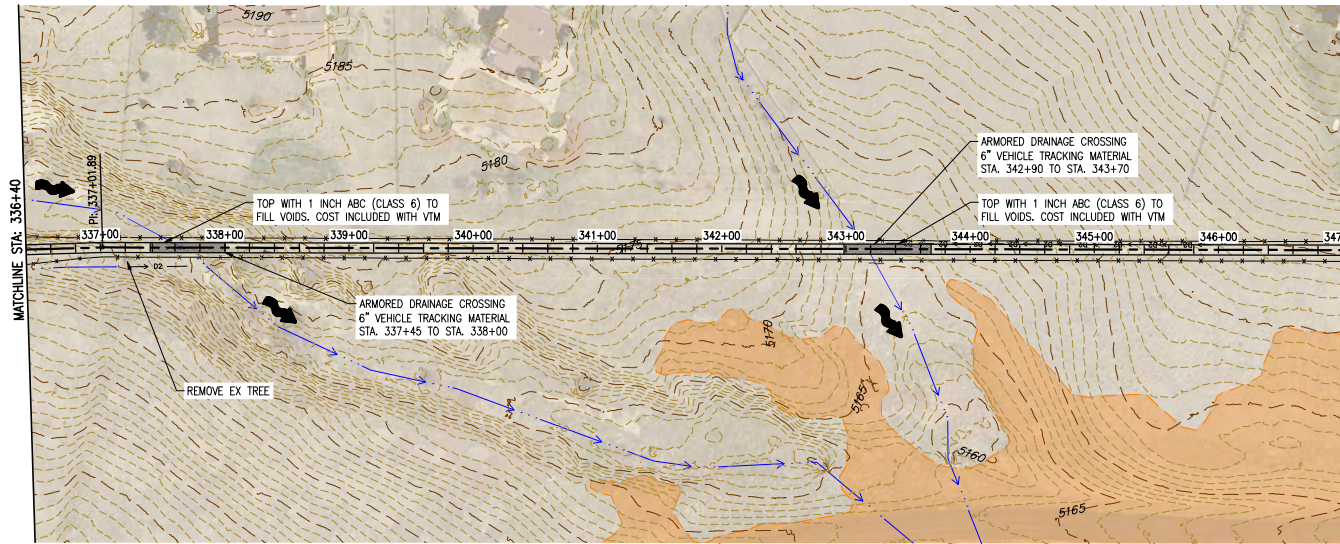 5190
5185
5180
MATCHLINE STA: 336+40
PI: 337+01.89
TOP WITH 1 INCH ABC (CLASS 6) TO
FILL VOIDS. COST INCLUDED WITH VTM
ARMORED DRAINAGE CROSSING
6" VEHICLE TRACKING MATERIAL
STA. 342+90 TO STA. 343+70
TOP WITH 1 INCH ABC (CLASS 6) TO
FILL VOIDS. COST INCLUDED WITH VTM
337+00 338+00 339+00 340+00 341+00 342+00 343+00 344+00 345+00 346+00 347
5175
D2
ARMORED DRAINAGE CROSSING
6" VEHICLE TRACKING MATERIAL
STA. 337+45 TO STA. 338+00
REMOVE EX TREE
5170
5165
5160
5165